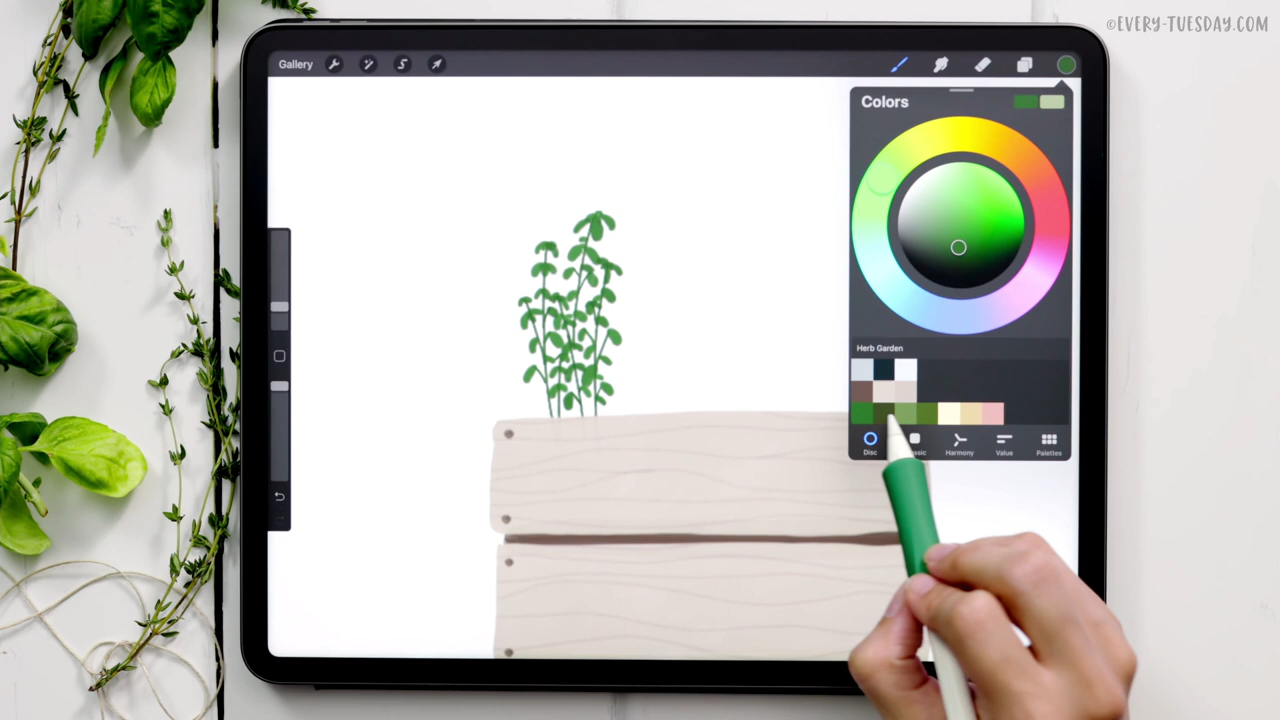 ©EVERY-TUESDAY.COM
Gallery
Colors
Herb Garden
Disc
Harmony
Value
Palettes